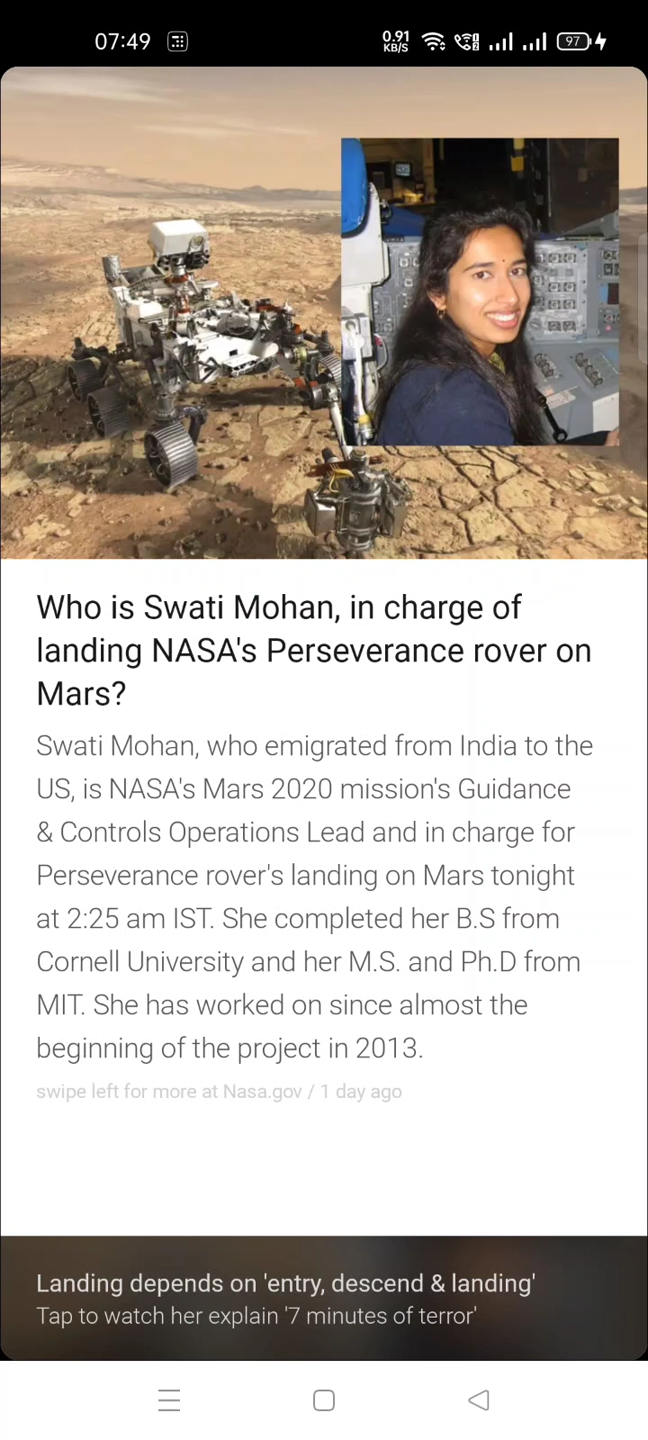 07:49
0.91
KB/S
97
Who is Swati Mohan, in charge of
landing NASA's Perseverance rover on
Mars?
Swati Mohan, who emigrated from India to the
US, is NASA's Mars 2020 mission's Guidance
& Controls Operations Lead and in charge for
Perseverance rover's landing on Mars tonight
at 2:25 am IST. She completed her B.S from
Cornell University and her M.S. and Ph.D from
MIT. She has worked on since almost the
beginning of the project in 2013.
swipe left for more at Nasa.gov / 1 day ago
Landing depends on 'entry, descend & landing'
Tap to watch her explain '7 minutes of terror'